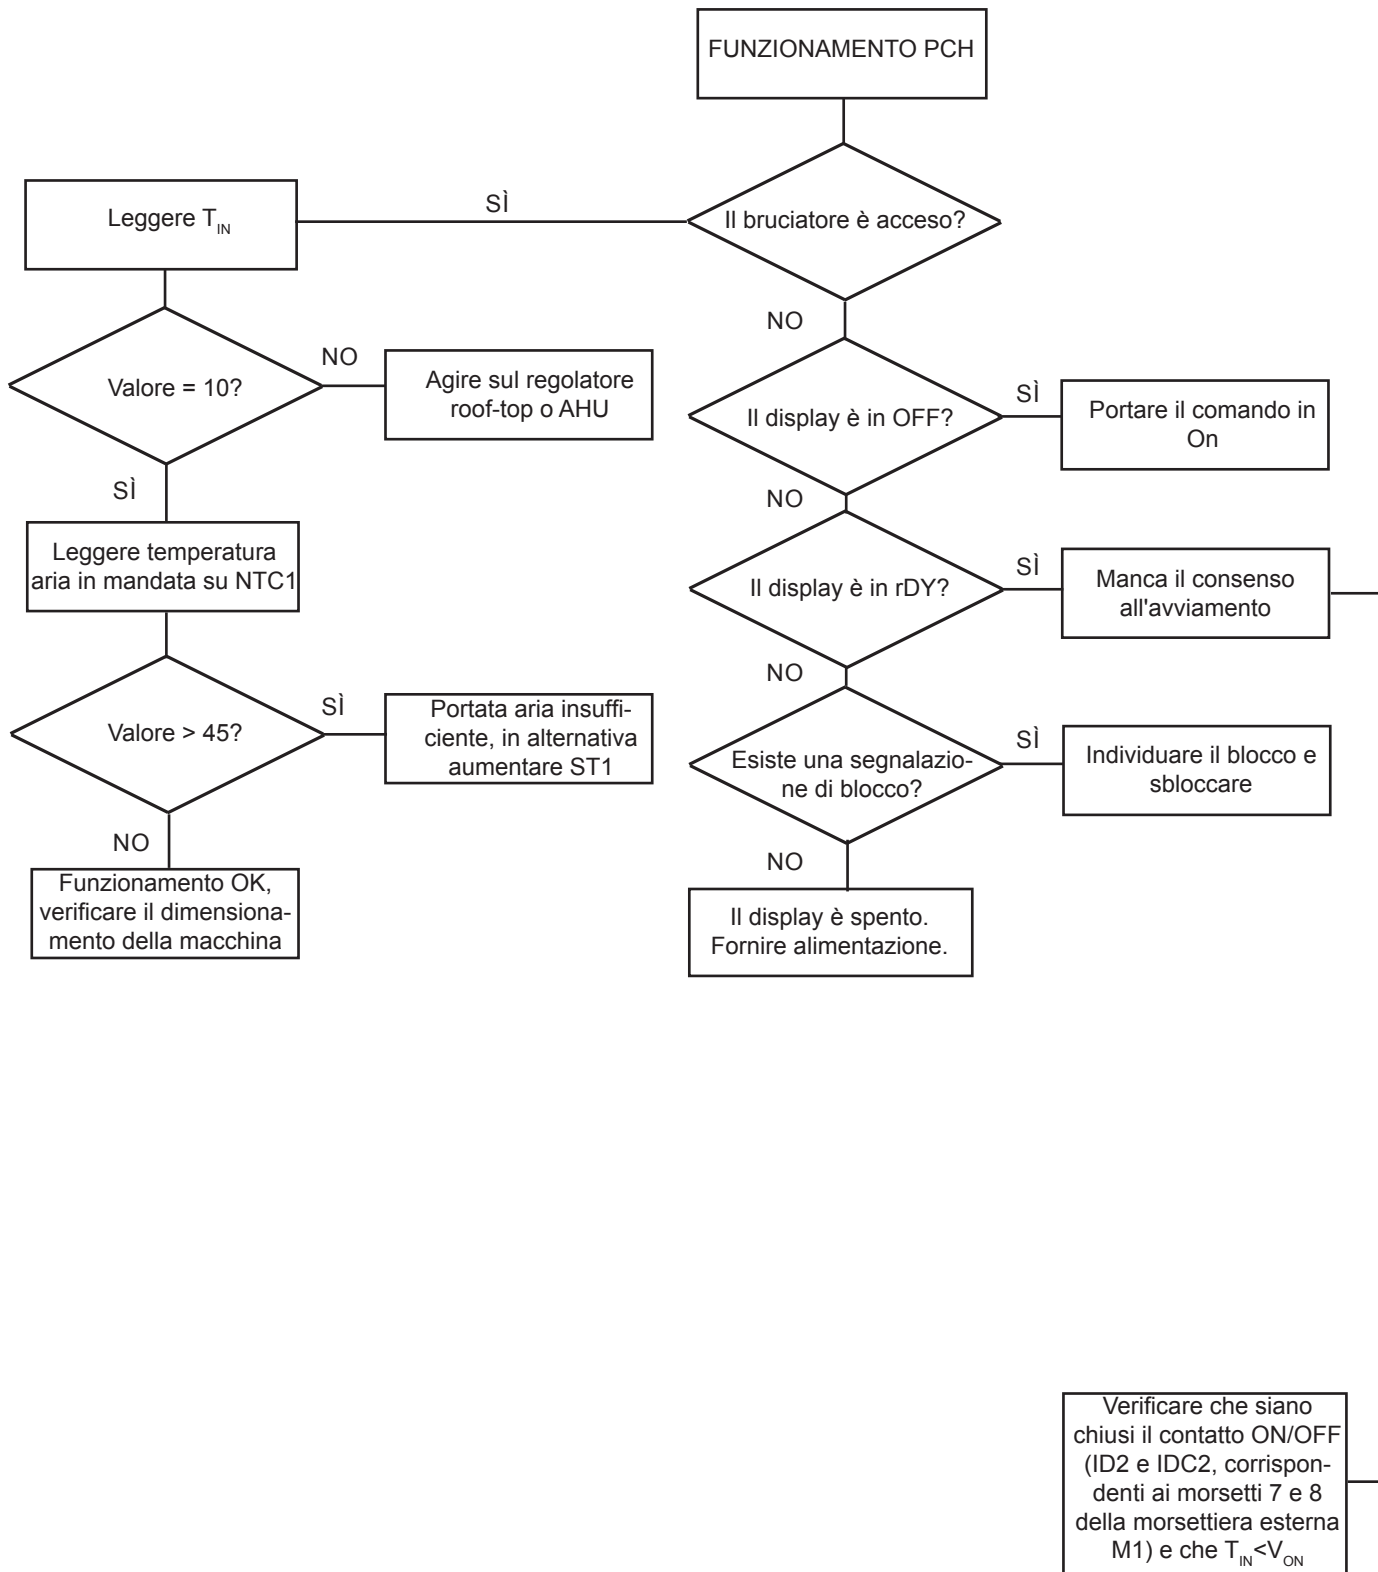 FUNZIONAMENTO PCH
Il bruciatore è acceso?
SÌ
Leggere T_IN
NO
Valore = 10?
NO
Agire sul regolatore
roof-top o AHU
SÌ
Leggere temperatura
aria in mandata su NTC1
Valore > 45?
SÌ
Portata aria insuffi-
ciente, in alternativa
aumentare ST1
NO
Funzionamento OK,
verificare il dimensiona-
mento della macchina
Il display è in OFF?
SÌ
Portare il comando in
On
NO
Il display è in rDY?
SÌ
Manca il consenso
all'avviamento
NO
Esiste una segnalazio-
ne di blocco?
SÌ
Individuare il blocco e
sbloccare
NO
Il display è spento.
Fornire alimentazione.
Verificare che siano
chiusi il contatto ON/OFF
(ID2 e IDC2, corrispon-
denti ai morsetti 7 e 8
della morsettiera esterna
M1) e che T_IN<V_ON